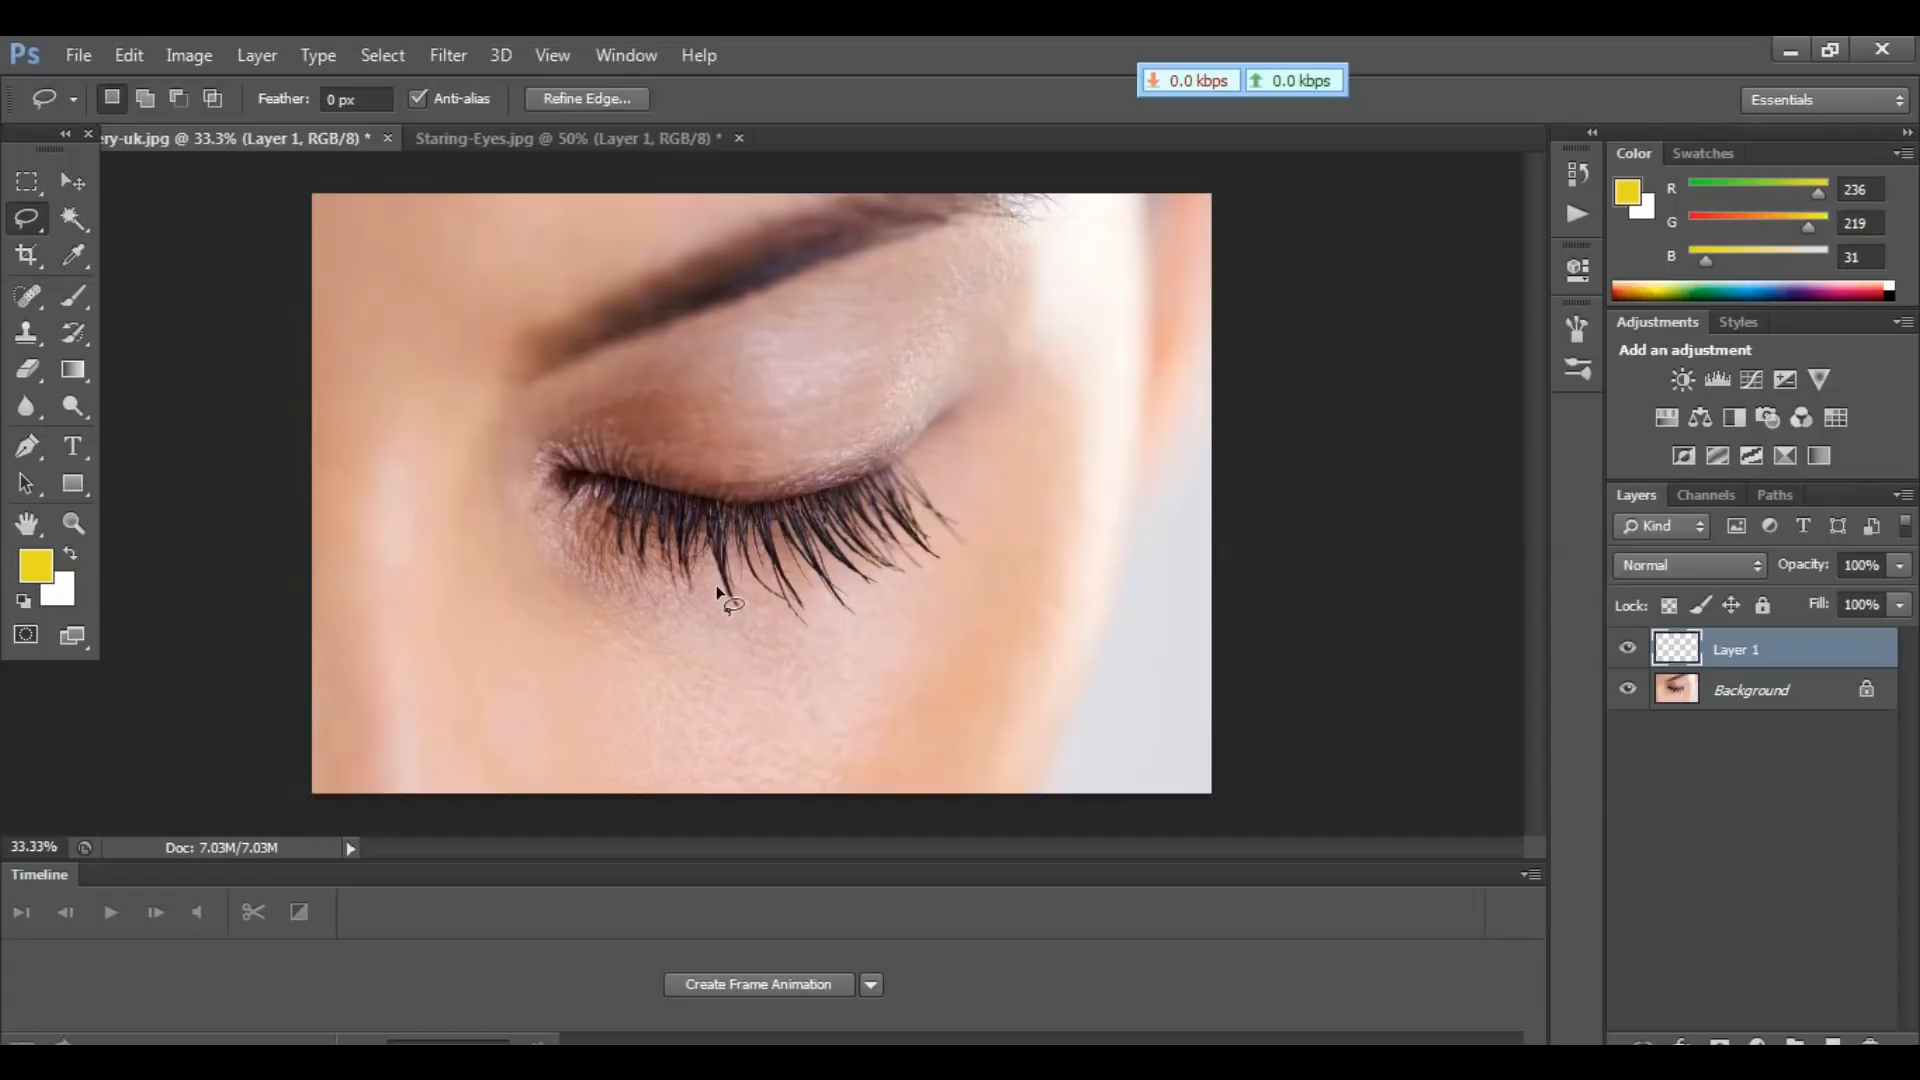 Ps File Edit Image Layer Type Select Filter 3D View Window Help
0.0 kbps 0.0 kbps
Feather: 0 px Anti-alias Refine Edge... Essentials
ery-uk.jpg @ 33.3% (Layer 1, RGB/8) * Staring-Eyes.jpg @ 50% (Layer 1, RGB/8) *
Color Swatches
R 236
G 219
B 31
Adjustments Styles
Add an adjustment
Layers Channels Paths
Kind
Normal Opacity: 100%
Lock: Fill: 100%
Layer 1
Background
33.33% Doc: 7.03M/7.03M
Timeline
Create Frame Animation